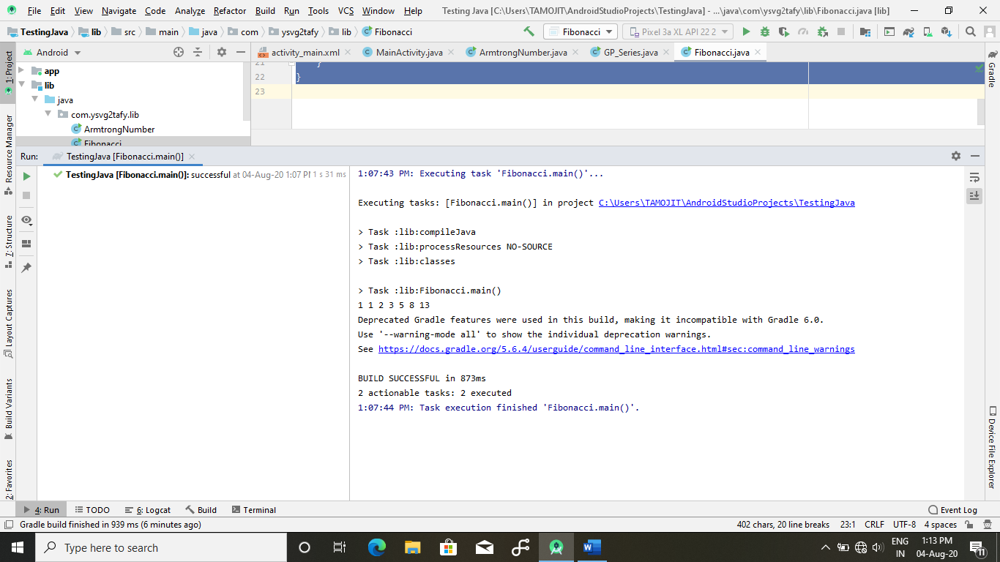 File Edit View Navigate Code Analyze Refactor Build Run Tools VCS Window Help Testing Java [C:\Users\TAMOJIT\AndroidStudioProjects\TestingJava] - ...\java\com\ysvg2tafy\lib\Fibonacci.java [lib]
TestingJava lib src main java com ysvg2tafy lib Fibonacci Fibonacci Pixel 3a XL API 22 2
Android activity_main.xml MainActivity.java ArmtrongNumber.java GP_Series.java Fibonacci.java
1: Project
Resource Manager
7: Structure
Layout Captures
Build Variants
2: Favorites
app
lib
java
com.ysvg2tafy.lib
ArmtrongNumber
Fibonacci
21 }
22 }
23
Gradle
Device File Explorer
Run: TestingJava [Fibonacci.main()]
TestingJava [Fibonacci.main()]: successful at 04-Aug-20 1:07 PM 1 s 31 ms
1:07:43 PM: Executing task 'Fibonacci.main()'...
Executing tasks: [Fibonacci.main()] in project C:\Users\TAMOJIT\AndroidStudioProjects\TestingJava
> Task :lib:compileJava
> Task :lib:processResources NO-SOURCE
> Task :lib:classes
> Task :lib:Fibonacci.main()
1 1 2 3 5 8 13
Deprecated Gradle features were used in this build, making it incompatible with Gradle 6.0.
Use '--warning-mode all' to show the individual deprecation warnings.
See https://docs.gradle.org/5.6.4/userguide/command_line_interface.html#sec:command_line_warnings
BUILD SUCCESSFUL in 873ms
2 actionable tasks: 2 executed
1:07:44 PM: Task execution finished 'Fibonacci.main()'.
4: Run TODO 6: Logcat Build Terminal Event Log
Gradle build finished in 939 ms (6 minutes ago) 402 chars, 20 line breaks 23:1 CRLF UTF-8 4 spaces
Type here to search W ENG 1:13 PM
IN 04-Aug-20 11